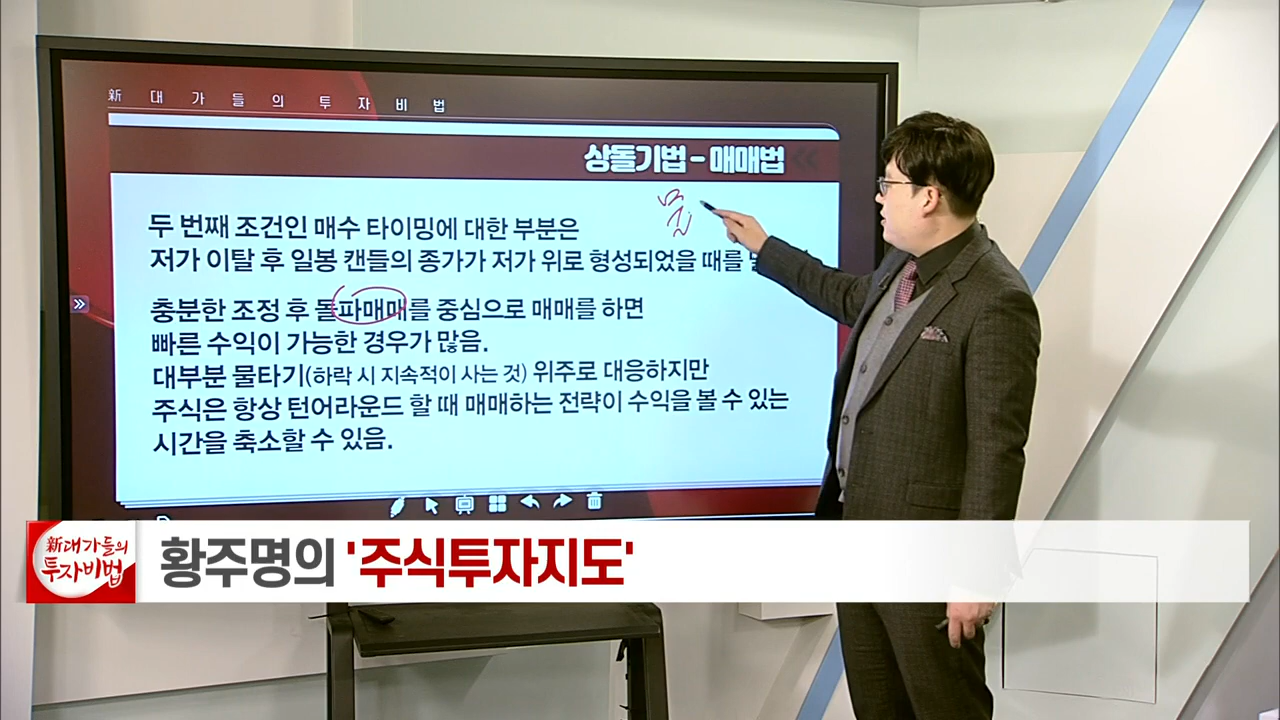 新 대 가 들 의 투 자 비 법
상돌기법 - 매매법
물
두 번째 조건인 매수 타이밍에 대한 부분은
저가 이탈 후 일봉 캔들의 종가가 저가 위로 형성되었을 때를
충분한 조정 후 돌파매매를 중심으로 매매를 하면
빠른 수익이 가능한 경우가 많음.
대부분 물타기(하락 시 지속적이 사는 것) 위주로 대응하지만
주식은 항상 턴어라운드 할 때 매매하는 전략이 수익을 볼 수 있는
시간을 축소할 수 있음.
新대가들의
투자비법
황주명의 '주식투자지도'